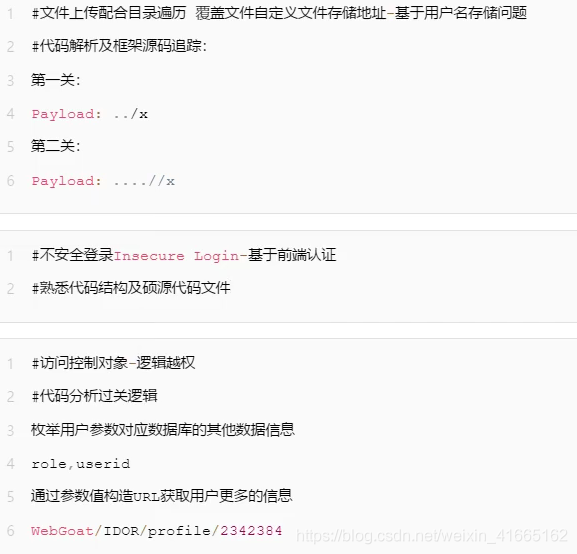 1 #文件上传配合目录遍历 覆盖文件自定义文件存储地址-基于用户名存储问题
2 #代码解析及框架源码追踪：
3 第一关：
4 Payload: ../x
5 第二关：
6 Payload: ....//x
1 #不安全登录Insecure Login-基于前端认证
2 #熟悉代码结构及硕源代码文件
1 #访问控制对象-逻辑越权
2 #代码分析过关逻辑
3 枚举用户参数对应数据库的其他数据信息
4 role,userid
5 通过参数值构造URL获取用户更多的信息
6 WebGoat/IDOR/profile/2342384
https://blog.csdn.net/weixin_41665162